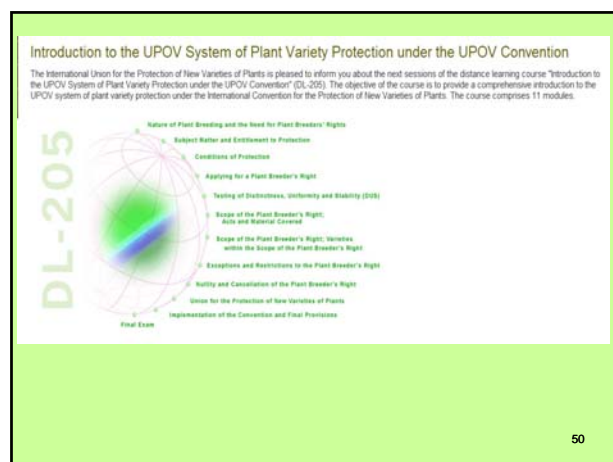 Introduction to the UPOV System of Plant Variety Protection under the UPOV Convention
The International Union for the Protection of New Varieties of Plants is pleased to inform you about the next sessions of the distance learning course "Introduction to
the UPOV System of Plant Variety Protection under the UPOV Convention" (DL-205). The objective of the course is to provide a comprehensive introduction to the
UPOV system of plant variety protection under the International Convention for the Protection of New Varieties of Plants. The course comprises 11 modules.
DL-205
Nature of Plant Breeding and the Need for Plant Breeders' Rights
Subject Matter and Entitlement to Protection
Conditions of Protection
Applying for a Plant Breeder's Right
Testing of Distinctness, Uniformity and Stability (DUS)
Scope of the Plant Breeder's Right;
Acts and Material Covered
Scope of the Plant Breeder's Right; Varieties
within the Scope of the Plant Breeder's Right
Exceptions and Restrictions to the Plant Breeder's Right
Nullity and Cancellation of the Plant Breeder's Right
Union for the Protection of New Varieties of Plants
Implementation of the Convention and Final Provisions
Final Exam
50